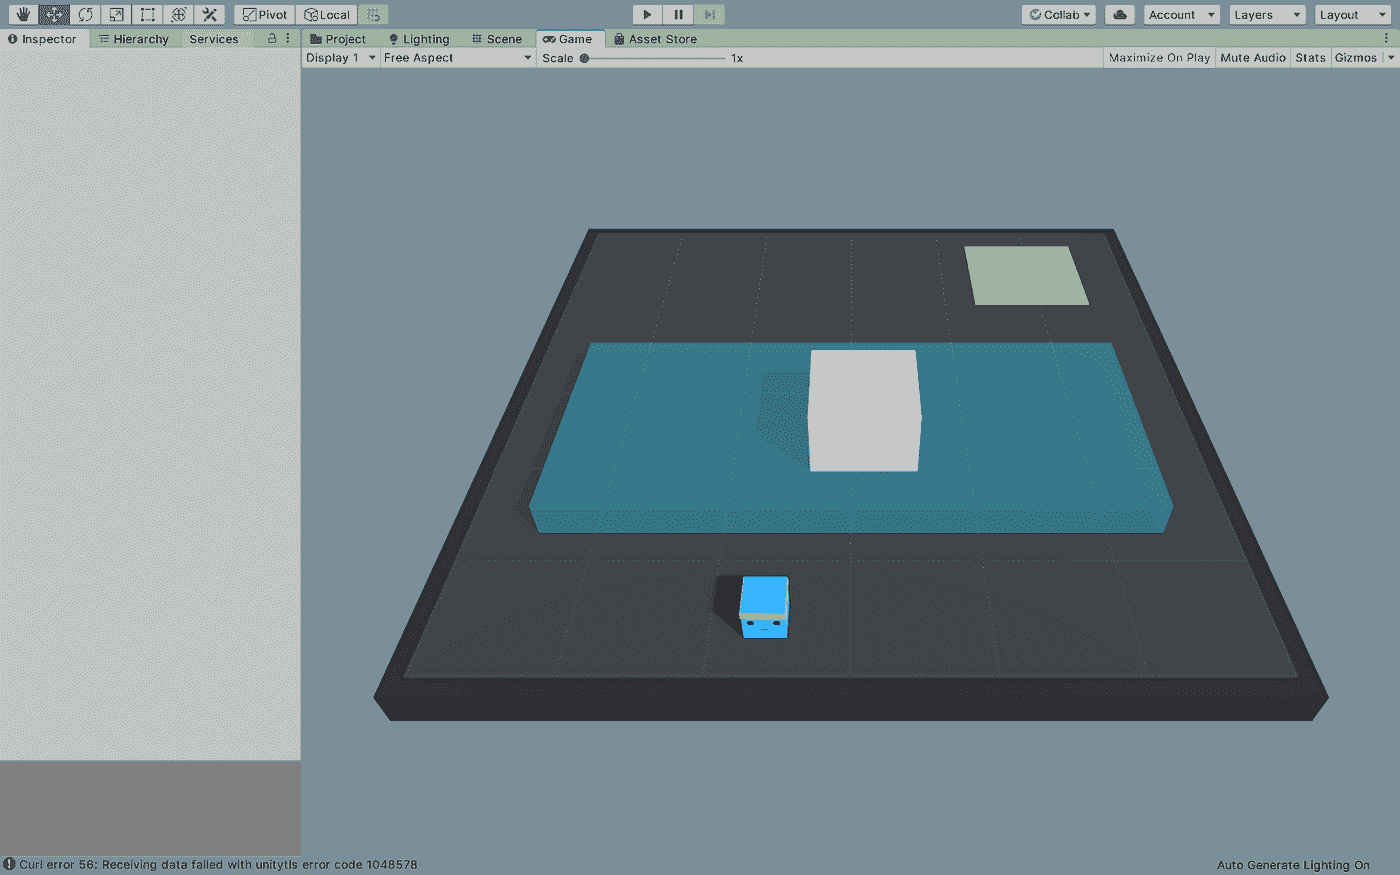 Pivot Local Collab Account Layers Layout
Inspector Hierarchy Services Project Lighting Scene Game Asset Store
Display 1 Free Aspect Scale 1x Maximize On Play Mute Audio Stats Gizmos
Curl error 56: Receiving data failed with unitytls error code 1048578 Auto Generate Lighting On